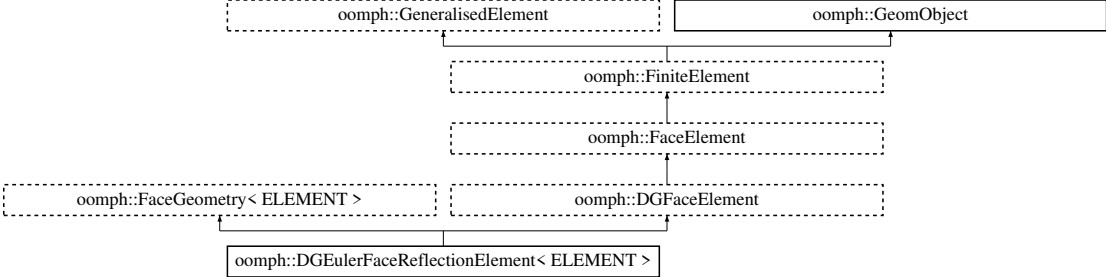 oomph::GeneralisedElement
oomph::GeomObject
oomph::FiniteElement
oomph::FaceElement
oomph::FaceGeometry< ELEMENT >
oomph::DGFaceElement
oomph::DGEulerFaceReflectionElement< ELEMENT >